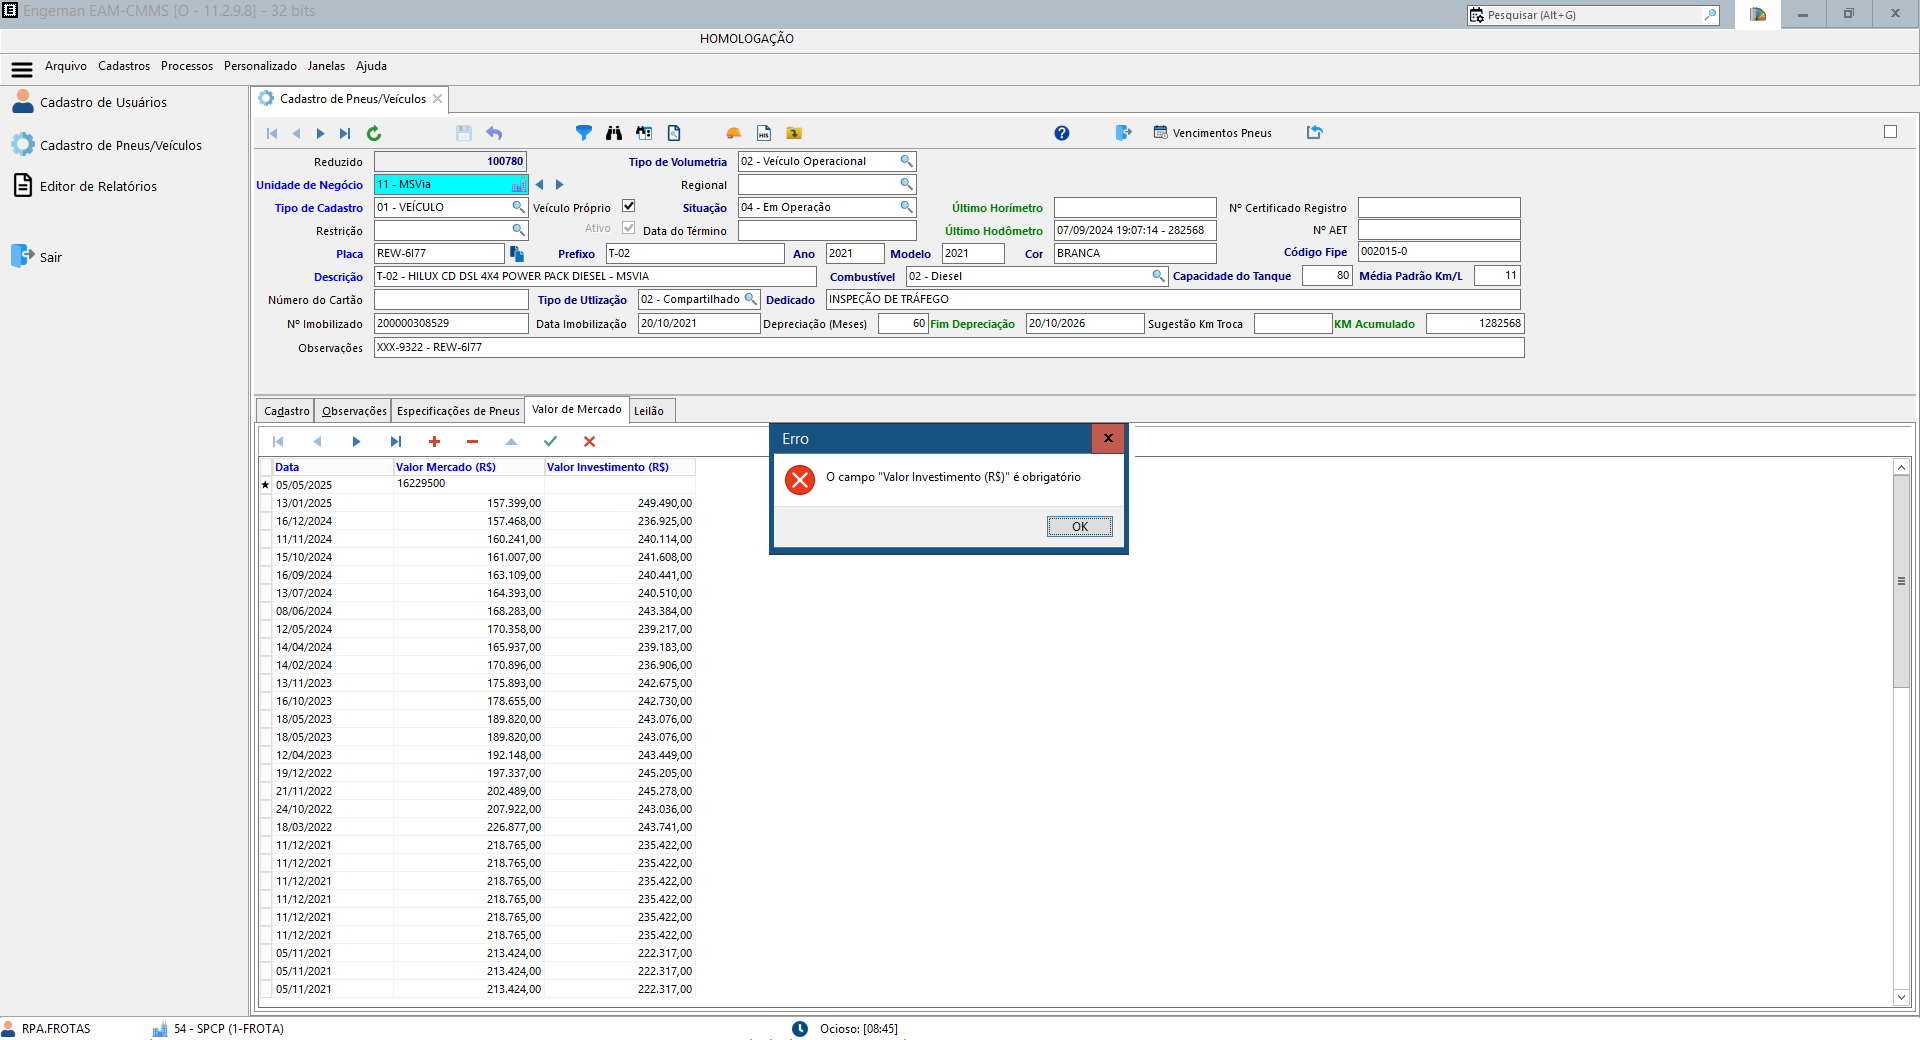 Engeman EAM-CMMS [O - 11.2.9.8] - 32 bits
Pesquisar (Alt+G)
HOMOLOGAÇÃO
Arquivo Cadastros Processos Personalizado Janelas Ajuda
Cadastro de Usuários
Cadastro de Pneus/Veículos
Editor de Relatórios
Sair
Cadastro de Pneus/Veículos
HIS
Vencimentos Pneus
Reduzido 100780 Tipo de Volumetria 02 - Veículo Operacional
Unidade de Negócio 11 - MSVia Regional
Tipo de Cadastro 01 - VEÍCULO Veículo Próprio Situação 04 - Em Operação Último Horímetro Nº Certificado Registro
Restrição Ativo Data do Término Último Hodômetro 07/09/2024 19:07:14 - 282568 Nº AET
Placa REW-6I77 Prefixo T-02 Ano 2021 Modelo 2021 Cor BRANCA Código Fipe 002015-0
Descrição T-02 - HILUX CD DSL 4X4 POWER PACK DIESEL - MSVIA Combustível 02 - Diesel Capacidade do Tanque 80 Média Padrão Km/L 11
Número do Cartão Tipo de Utlização 02 - Compartilhado Dedicado INSPEÇÃO DE TRÁFEGO
Nº Imobilizado 200000308529 Data Imobilização 20/10/2021 Depreciação (Meses) 60 Fim Depreciação 20/10/2026 Sugestão Km Troca KM Acumulado 1282568
Observações XXX-9322 - REW-6I77
Cadastro Observações Especificações de Pneus Valor de Mercado Leilão
Erro
O campo "Valor Investimento (R$)" é obrigatório
OK
Data Valor Mercado (R$) Valor Investimento (R$)
05/05/2025 16229500
13/01/2025 157.399,00 249.490,00
16/12/2024 157.468,00 236.925,00
11/11/2024 160.241,00 240.114,00
15/10/2024 161.007,00 241.608,00
16/09/2024 163.109,00 240.441,00
13/07/2024 164.393,00 240.510,00
08/06/2024 168.283,00 243.384,00
12/05/2024 170.358,00 239.217,00
14/04/2024 165.937,00 239.183,00
14/02/2024 170.896,00 236.906,00
13/11/2023 175.893,00 242.675,00
16/10/2023 178.655,00 242.730,00
18/05/2023 189.820,00 243.076,00
18/05/2023 189.820,00 243.076,00
12/04/2023 192.148,00 243.449,00
19/12/2022 197.337,00 245.205,00
21/11/2022 202.489,00 245.278,00
24/10/2022 207.922,00 243.036,00
18/03/2022 226.877,00 243.741,00
11/12/2021 218.765,00 235.422,00
11/12/2021 218.765,00 235.422,00
11/12/2021 218.765,00 235.422,00
11/12/2021 218.765,00 235.422,00
11/12/2021 218.765,00 235.422,00
11/12/2021 218.765,00 235.422,00
05/11/2021 213.424,00 222.317,00
05/11/2021 213.424,00 222.317,00
05/11/2021 213.424,00 222.317,00
RPA.FROTAS 54 - SPCP (1-FROTA) Ocioso: [08:45]